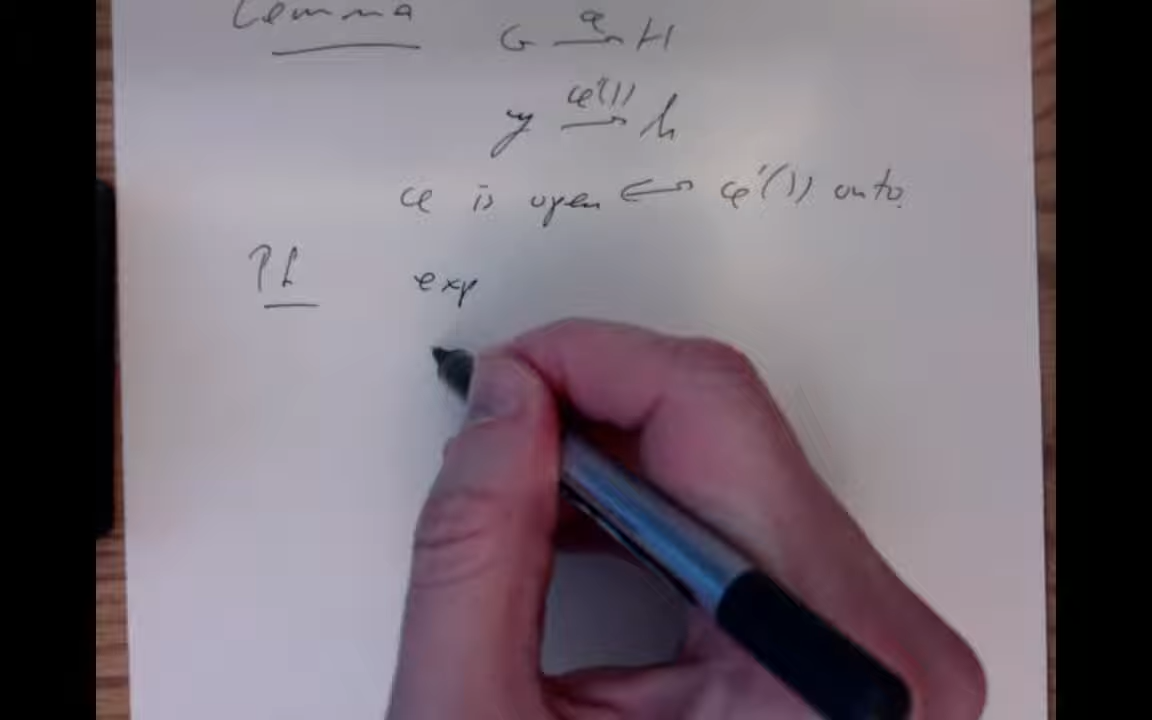 Lemma G φ→ H
𝔤 φ'(1)→ 𝔥
φ is open ⟺ φ'(1) onto.
Pf exp